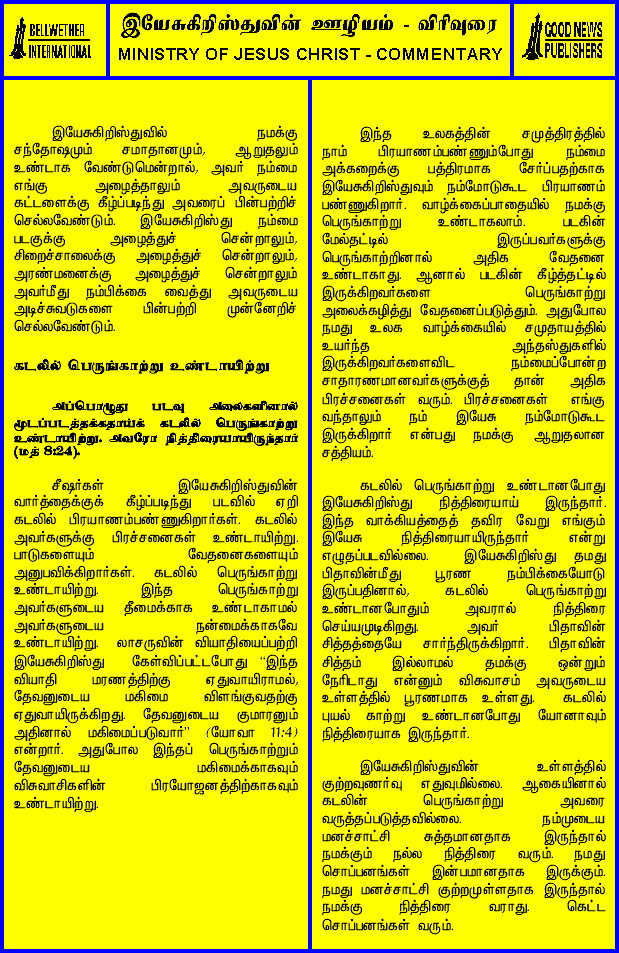 BELLWETHER
INTERNATIONAL
இயேசுகிறிஸ்துவின் ஊழியம் - விரிவுரை
MINISTRY OF JESUS CHRIST - COMMENTARY
GOOD NEWS
PUBLISHERS
இயேசுகிறிஸ்துவில் நமக்கு
சந்தோஷமும் சமாதானமும், ஆறுதலும்
உண்டாக வேண்டுமென்றால், அவர் நம்மை
எங்கு அழைத்தாலும் அவருடைய
கட்டளைக்கு கீழ்ப்படிந்து அவரைப் பின்பற்றிச்
செல்லவேண்டும். இயேசுகிறிஸ்து நம்மை
படகுக்கு அழைத்துச் சென்றாலும்,
சிறைச்சாலைக்கு அழைத்துச் சென்றாலும்,
அரண்மனைக்கு அழைத்துச் சென்றாலும்
அவர்மீது நம்பிக்கை வைத்து அவருடைய
அடிச்சுவடுகளை பின்பற்றி முன்னேறிச்
செல்லவேண்டும்.
கடலில் பெருங்காற்று உண்டாயிற்று
அப்பொழுது படவு அலைகளினால்
மூடப்படத்தக்கதாய்க் கடலில் பெருங்காற்று
உண்டாயிற்று. அவரோ நித்திரையாயிருந்தார்
(மத் 8:24).
சீஷர்கள் இயேசுகிறிஸ்துவின்
வார்த்தைக்குக் கீழ்ப்படிந்து படவில் ஏறி
கடலில் பிரயாணம்பண்ணுகிறார்கள். கடலில்
அவர்களுக்கு பிரச்சனைகள் உண்டாயிற்று.
பாடுகளையும் வேதனைகளையும்
அனுபவிக்கிறார்கள். கடலில் பெருங்காற்று
உண்டாயிற்று. இந்த பெருங்காற்று
அவர்களுடைய தீமைக்காக உண்டாகாமல்
அவர்களுடைய நன்மைக்காகவே
உண்டாயிற்று. லாசருவின் வியாதியைப்பற்றி
இயேசுகிறிஸ்து கேள்விப்பட்டபோது "இந்த
வியாதி மரணத்திற்கு ஏதுவாயிராமல்,
தேவனுடைய மகிமை விளங்குவதற்கு
ஏதுவாயிருக்கிறது. தேவனுடைய குமாரனும்
அதினால் மகிமைப்படுவார்" (யோவா 11:4)
என்றார். அதுபோல இந்தப் பெருங்காற்றும்
தேவனுடைய மகிமைக்காகவும்
விசுவாசிகளின் பிரயோஜனத்திற்காகவும்
உண்டாயிற்று.
இந்த உலகத்தின் சமுத்திரத்தில்
நாம் பிரயாணம்பண்ணும்போது நம்மை
அக்கறைக்கு பத்திரமாக சேர்ப்பதற்காக
இயேசுகிறிஸ்துவும் நம்மோடுகூட பிரயாணம்
பண்ணுகிறார். வாழ்க்கைப்பாதையில் நமக்கு
பெருங்காற்று உண்டாகலாம். படகின்
மேல்தட்டில் இருப்பவர்களுக்கு
பெருங்காற்றினால் அதிக வேதனை
உண்டாகாது. ஆனால் படகின் கீழ்த்தட்டில்
இருக்கிறவர்களை பெருங்காற்று
அலைக்கழித்து வேதனைப்படுத்தும். அதுபோல
நமது உலக வாழ்க்கையில் சமுதாயத்தில்
உயர்ந்த அந்தஸ்துகளில்
இருக்கிறவர்களைவிட நம்மைப்போன்ற
சாதாரணமானவர்களுக்குத் தான் அதிக
பிரச்சனைகள் வரும். பிரச்சனைகள் எங்கு
வந்தாலும் நம் இயேசு நம்மோடுகூட
இருக்கிறார் என்பது நமக்கு ஆறுதலான
சத்தியம்.
கடலில் பெருங்காற்று உண்டானபோது
இயேசுகிறிஸ்து நித்திரையாய் இருந்தார்.
இந்த வாக்கியத்தைத் தவிர வேறு எங்கும்
இயேசு நித்திரையாயிருந்தார் என்று
எழுதப்படவில்லை. இயேசுகிறிஸ்து தமது
பிதாவின்மீது பூரண நம்பிக்கையோடு
இருப்பதினால், கடலில் பெருங்காற்று
உண்டானபோதும் அவரால் நித்திரை
செய்யமுடிகிறது. அவர் பிதாவின்
சித்தத்தையே சார்ந்திருக்கிறார். பிதாவின்
சித்தம் இல்லாமல் தமக்கு ஒன்றும்
நேரிடாது என்னும் விசுவாசம் அவருடைய
உள்ளத்தில் பூரணமாக உள்ளது. கடலில்
புயல் காற்று உண்டானபோது யோனாவும்
நித்திரையாக இருந்தார்.
இயேசுகிறிஸ்துவின் உள்ளத்தில்
குற்றவுணர்வு எதுவுமில்லை. ஆகையினால்
கடலின் பெருங்காற்று அவரை
வருத்தப்படுத்தவில்லை. நம்முடைய
மனச்சாட்சி சுத்தமானதாக இருந்தால்
நமக்கும் நல்ல நித்திரை வரும். நமது
சொப்பனங்கள் இன்பமானதாக இருக்கும்.
நமது மனச்சாட்சி குற்றமுள்ளதாக இருந்தால்
நமக்கு நித்திரை வராது. கெட்ட
சொப்பனங்கள் வரும்.